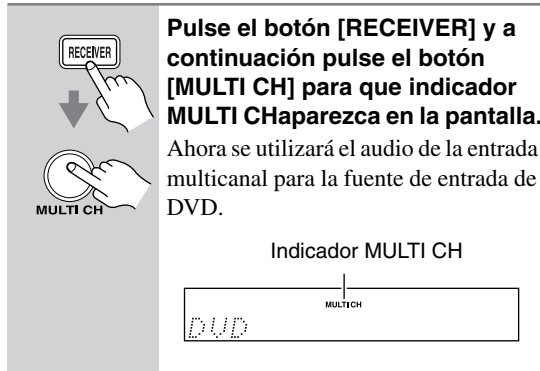 RECEIVER
MULTI CH
Pulse el botón [RECEIVER] y a
continuación pulse el botón
[MULTI CH] para que indicador
MULTI CHaparezca en la pantalla.
Ahora se utilizará el audio de la entrada
multicanal para la fuente de entrada de
DVD.
Indicador MULTI CH
MULTI CH
DVD